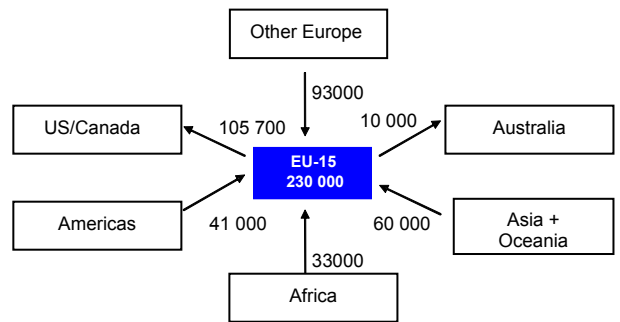 Other Europe
93000
US/Canada
105 700
10 000
Australia
EU-15
230 000
Americas
41 000
60 000
Asia +
Oceania
33000
Africa